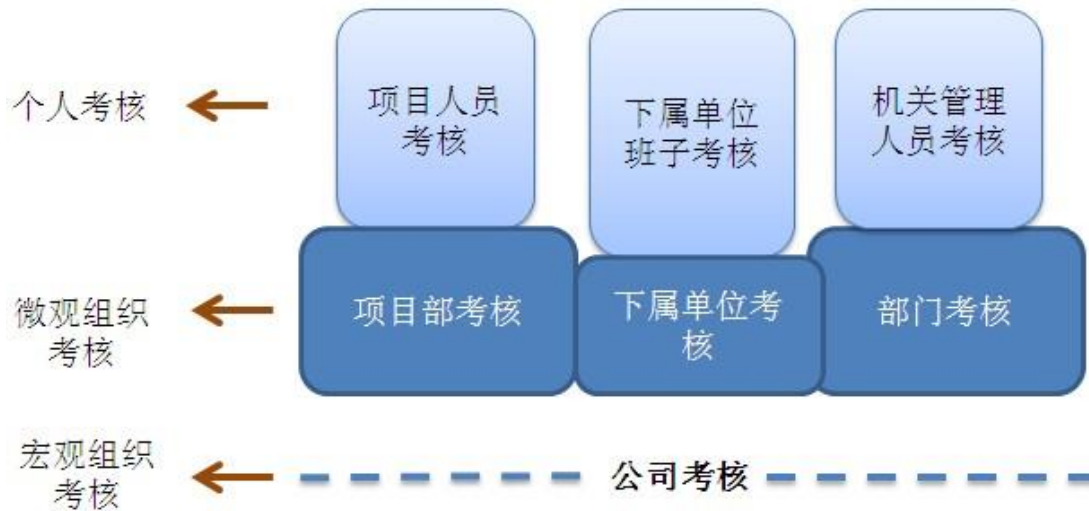 个人考核
项目人员
考核
下属单位
班子考核
机关管理
人员考核
微观组织
考核
项目部考核
下属单位考
核
部门考核
宏观组织
考核
公司考核